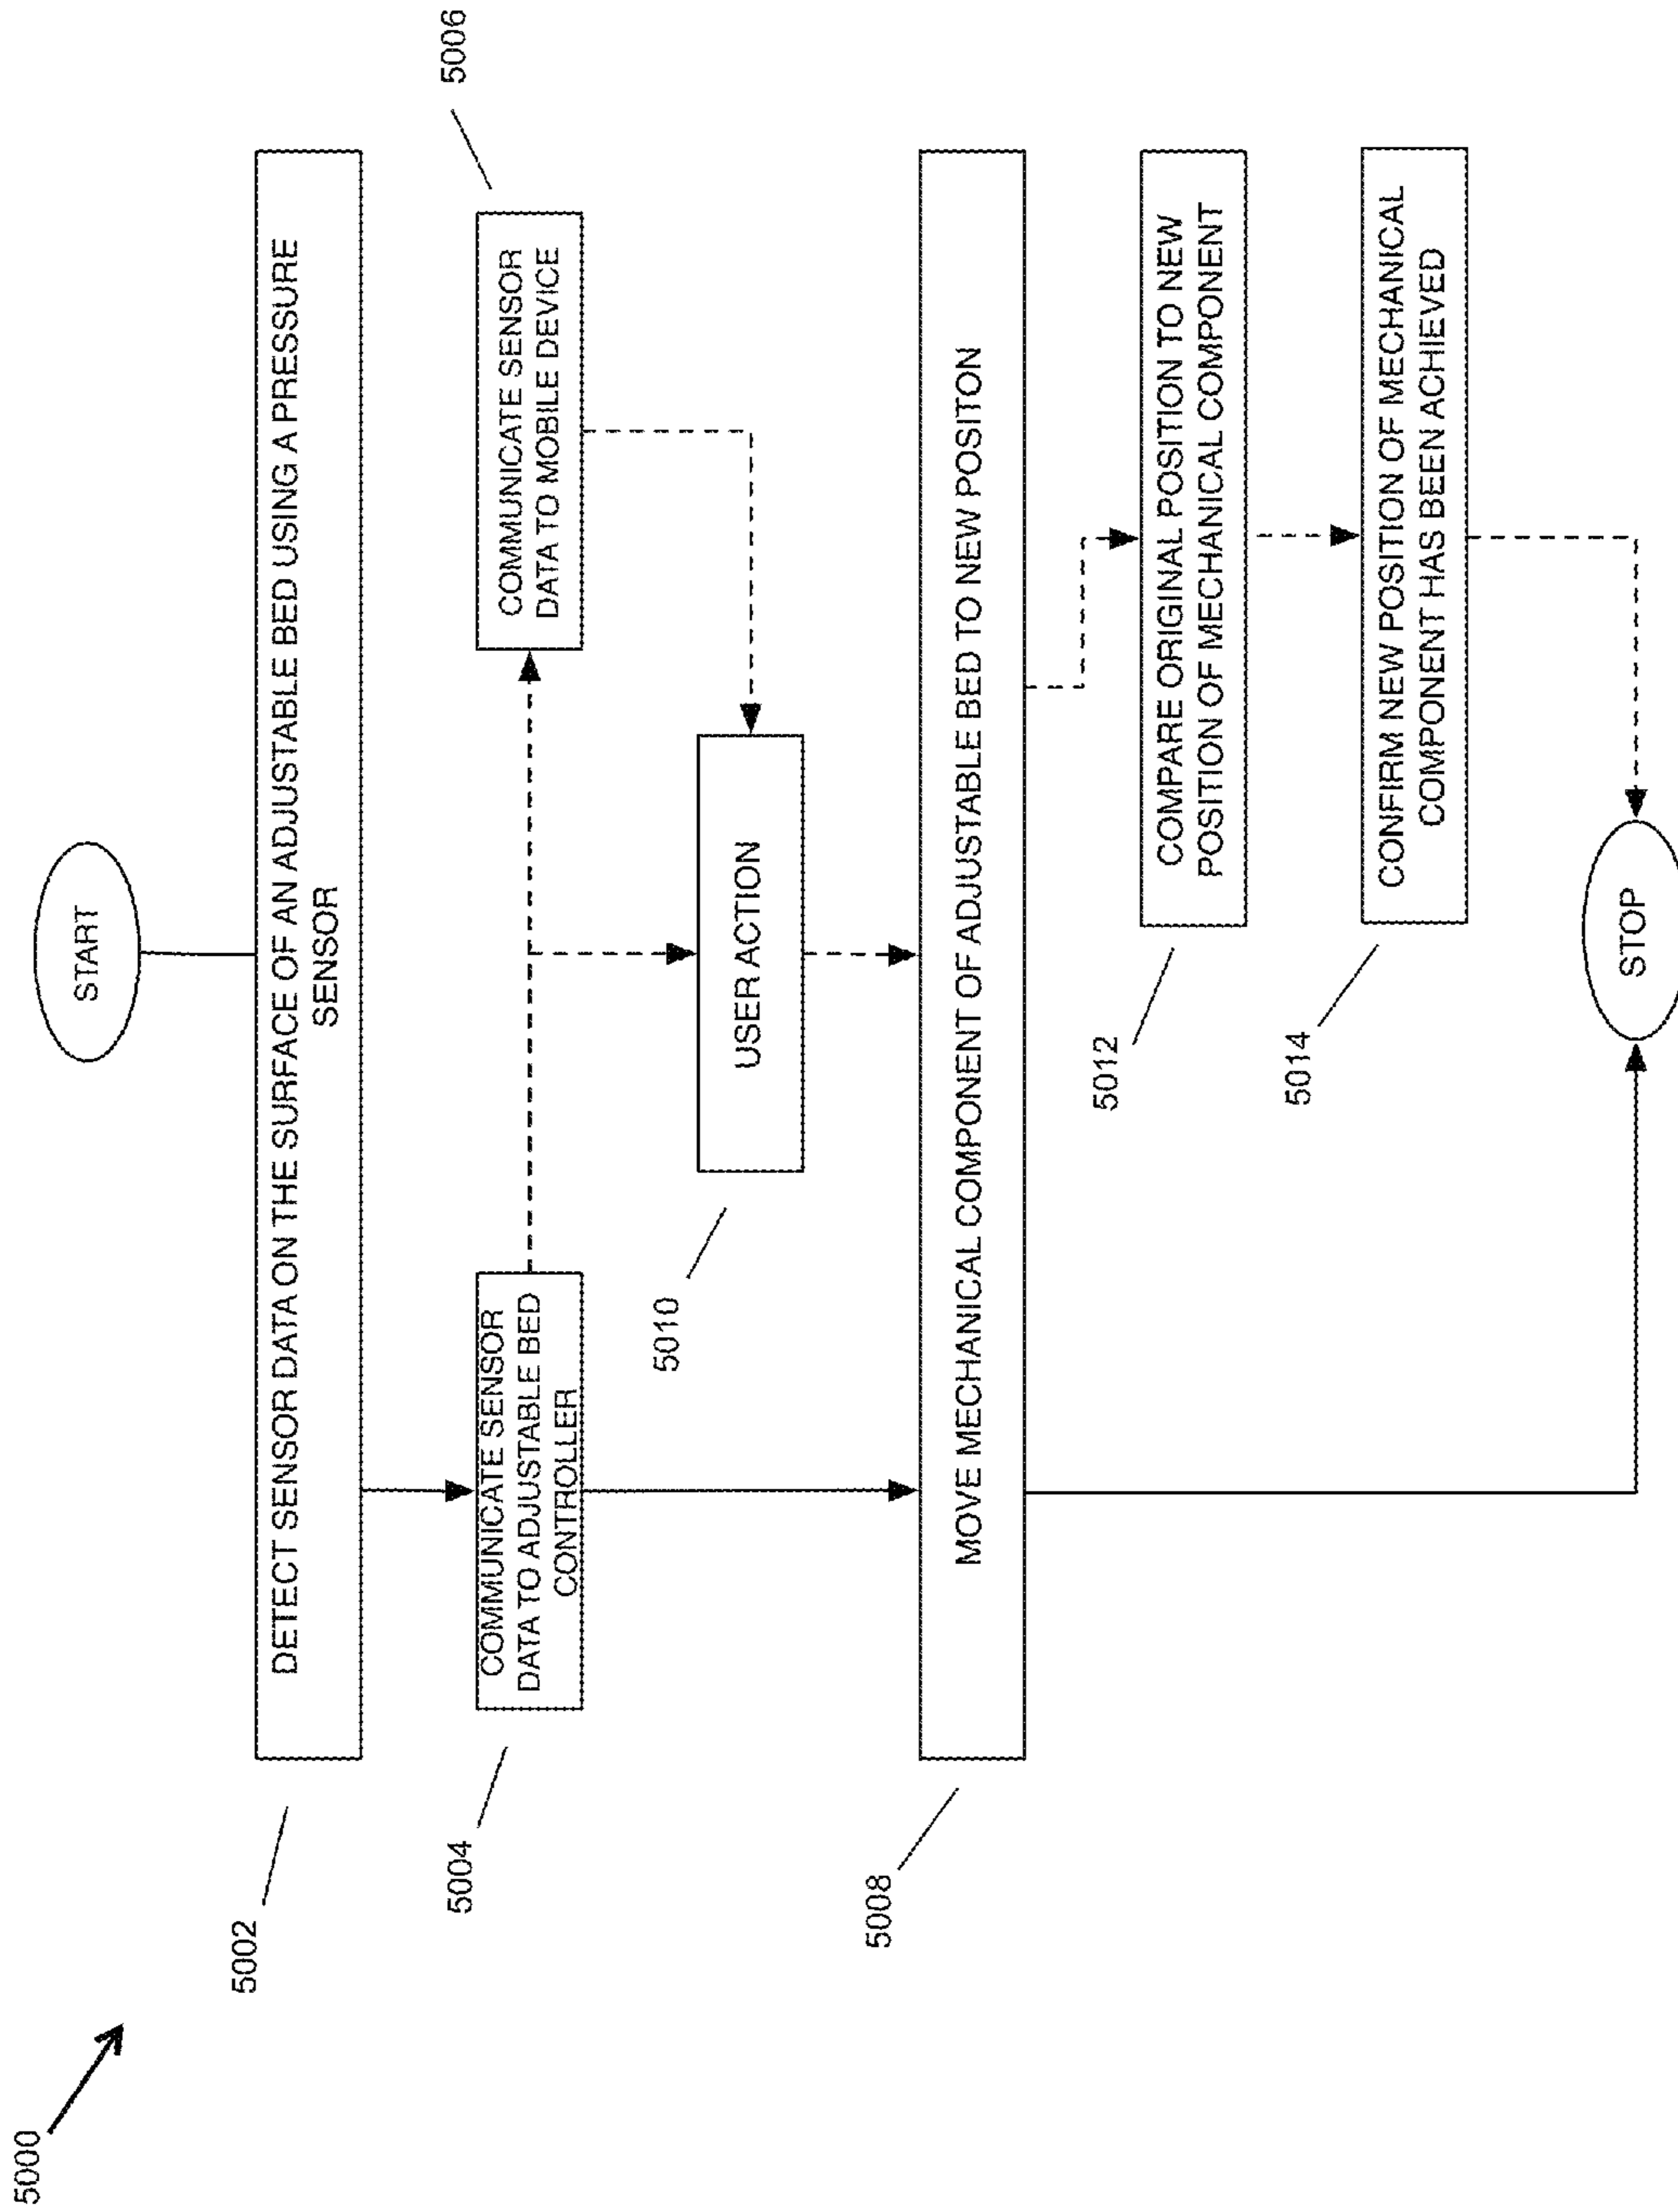 5000
START
5002
DETECT SENSOR DATA ON THE SURFACE OF AN ADJUSTABLE BED USING A PRESSURE
SENSOR
5004
COMMUNICATE SENSOR
DATA TO ADJUSTABLE BED
CONTROLLER
5006
COMMUNICATE SENSOR
DATA TO MOBILE DEVICE
5010
USER ACTION
5008
MOVE MECHANICAL COMPONENT OF ADJUSTABLE BED TO NEW POSITON
5012
COMPARE ORIGINAL POSITION TO NEW
POSITION OF MECHANICAL COMPONENT
5014
CONFIRM NEW POSITION OF MECHANICAL
COMPONENT HAS BEEN ACHIEVED
STOP